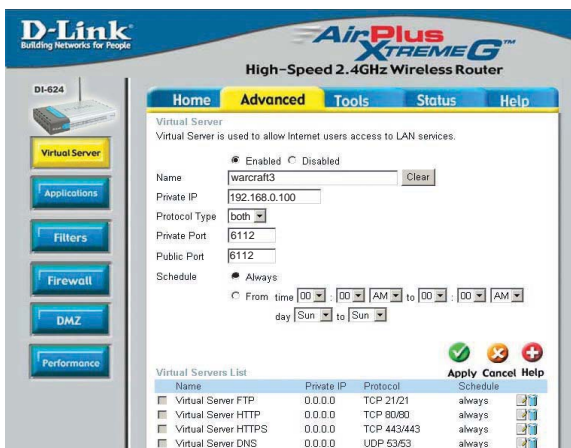 D-Link
Building Networks for People
AirPlus
XTREME G™
High-Speed 2.4GHz Wireless Router
DI-624
Home Advanced Tools Status Help
Virtual Server
Applications
Filters
Firewall
DMZ
Performance
Virtual Server
Virtual Server is used to allow Internet users access to LAN services.
Enabled Disabled
Name warcraft3 Clear
Private IP 192.168.0.100
Protocol Type both
Private Port 6112
Public Port 6112
Schedule Always
From time 00 : 00 AM to 00 : 00 AM
day Sun to Sun
Apply Cancel Help
Virtual Servers List
Name Private IP Protocol Schedule
Virtual Server FTP 0.0.0.0 TCP 21/21 always
Virtual Server HTTP 0.0.0.0 TCP 80/80 always
Virtual Server HTTPS 0.0.0.0 TCP 443/443 always
Virtual Server DNS 0.0.0.0 UDP 53/53 always